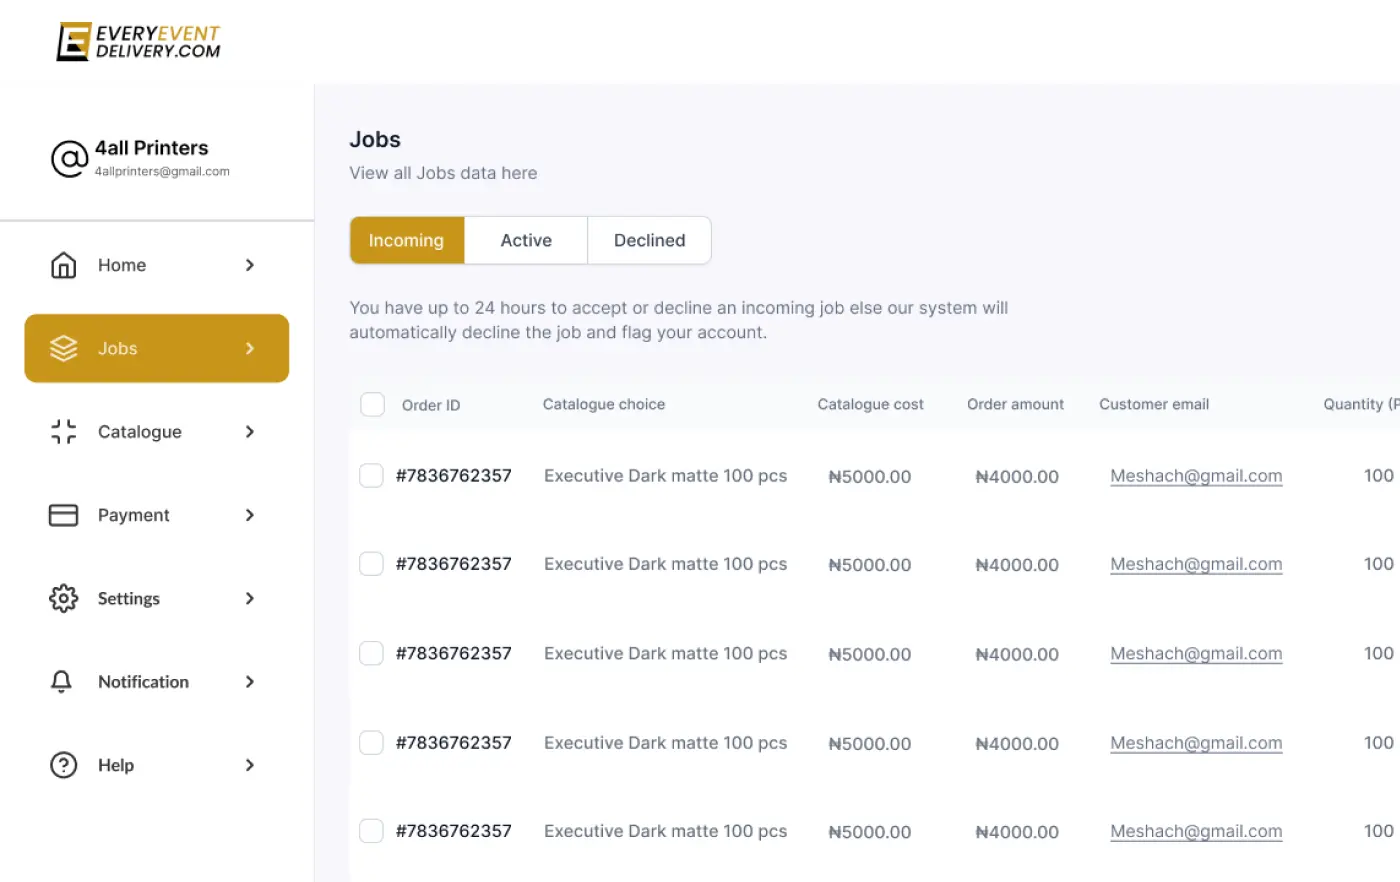 EVERYEVENT
DELIVERY.COM
4all Printers
4allprinters@gmail.com
Home
Jobs
Catalogue
Payment
Settings
Notification
Help
Jobs
View all Jobs data here
Incoming Active Declined
You have up to 24 hours to accept or decline an incoming job else our system will
automatically decline the job and flag your account.
Order ID Catalogue choice Catalogue cost Order amount Customer email Quantity (P
#7836762357 Executive Dark matte 100 pcs ₦5000.00 ₦4000.00 Meshach@gmail.com 100
#7836762357 Executive Dark matte 100 pcs ₦5000.00 ₦4000.00 Meshach@gmail.com 100
#7836762357 Executive Dark matte 100 pcs ₦5000.00 ₦4000.00 Meshach@gmail.com 100
#7836762357 Executive Dark matte 100 pcs ₦5000.00 ₦4000.00 Meshach@gmail.com 100
#7836762357 Executive Dark matte 100 pcs ₦5000.00 ₦4000.00 Meshach@gmail.com 100